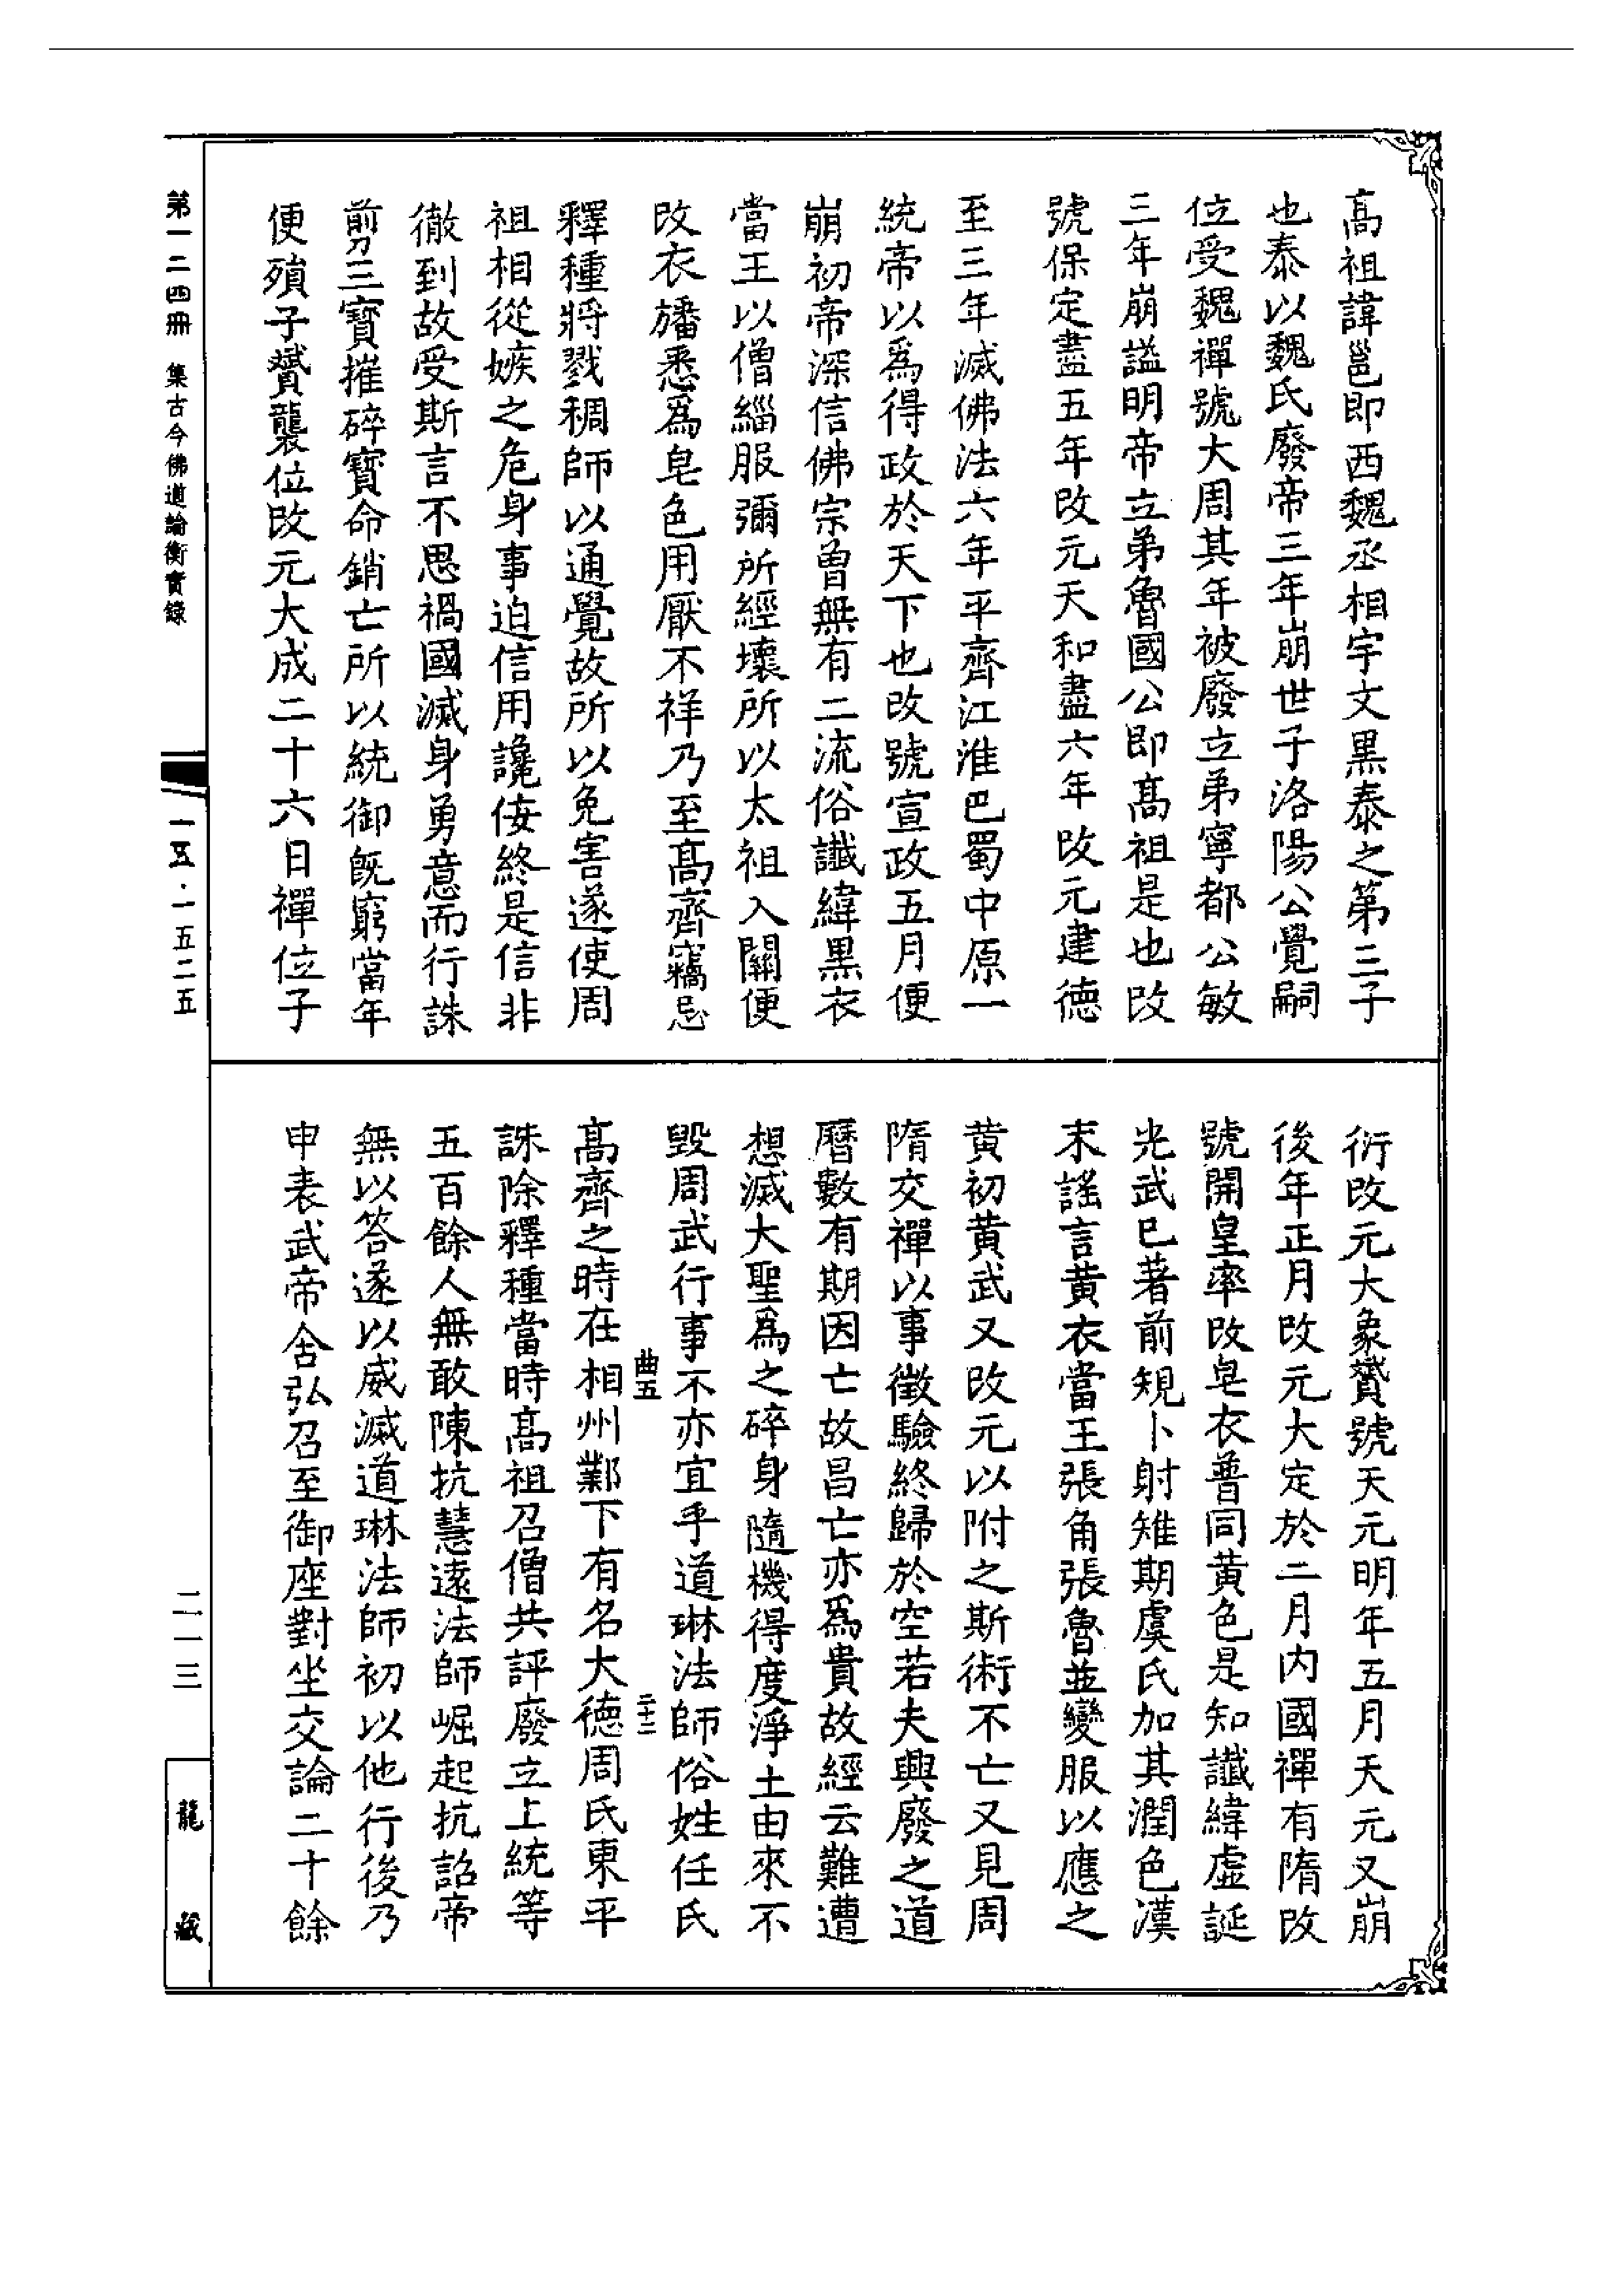 高祖諱邕即西魏丞相宇文黑泰之第三子
也泰以魏氏廢帝三年崩世子洛陽公覺嗣
位受魏禪號大周其年被廢立弟寧都公敏
三年崩謚明帝立弟魯國公即高祖是也改
號保定盡五年改元天和盡六年改元建德
至三年滅佛法六年平齊江淮巴蜀中原一
統帝以爲得政於天下也改號宣政五月便
崩初帝深信佛宗曾無有二流俗讖緯黑衣
當王以僧緇服彌所經壞所以太祖入關便
改衣旛悉爲皂色用厭不祥乃至高齊竊忌
釋種將戮稠師以通覺故所以免害遂使周
祖相從嫉之危身事迫信用讒侫終是信非
徹到故受斯言不思禍國滅身勇意而行誅
剪三寶摧碎寶命銷亡所以統御旣窮當年
便殞子贇襲位改元大成二十六日禪位子
衍改元大象贇號天元明年五月天元又崩
後年正月改元大定於二月内國禪有隋改
號開皇率改皂衣普同黄色是知讖緯虛誕
光武已著前規卜射雉期虞氏加其潤色漢
末謠言黄衣當王張角張魯並變服以應之
黄初黄武又改元以附之斯術不亡又見周
隋交禪以事徵驗終歸於空若夫興廢之道
曆數有期因亡故昌亡亦爲貴故經云難遭
想滅大聖爲之碎身隨機得度淨土由來不
毀周武行事不亦宜乎道琳法師俗姓任氏
曲五
二十二
高齊之時在相州鄴下有名大德周氏東平
誅除釋種當時高祖召僧共評廢立上統等
五百餘人無敢陳抗慧遠法師崛起抗詔帝
無以答遂以威滅道琳法師初以他行後乃
申表武帝舍弘召至御座對坐交論二十餘
第一二四冊 集古今佛道論衡實錄
一五·一五二五
二一三
龍藏